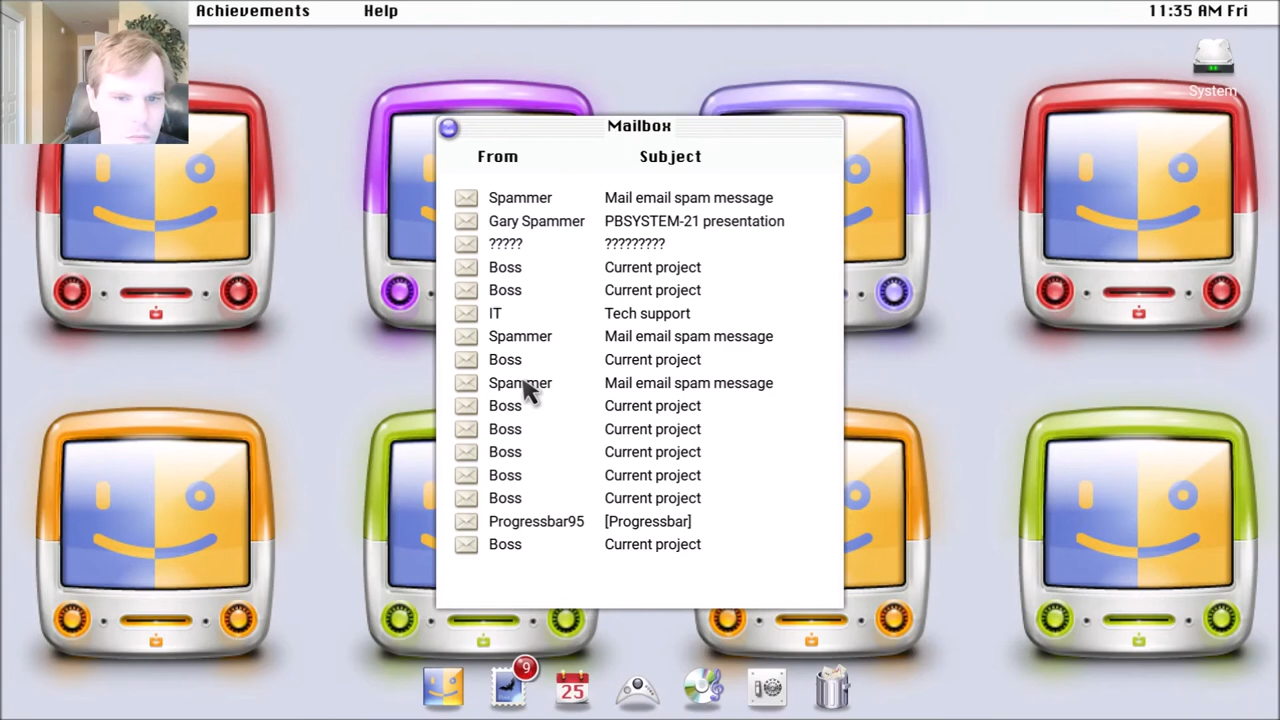 Achievements Help 11:35 AM Fri
System
Mailbox
From Subject
Spammer Mail email spam message
Gary Spammer PBSYSTEM-21 presentation
????? ?????????
Boss Current project
Boss Current project
IT Tech support
Spammer Mail email spam message
Boss Current project
Spammer Mail email spam message
Boss Current project
Boss Current project
Boss Current project
Boss Current project
Boss Current project
Progressbar95 [Progressbar]
Boss Current project
9
25